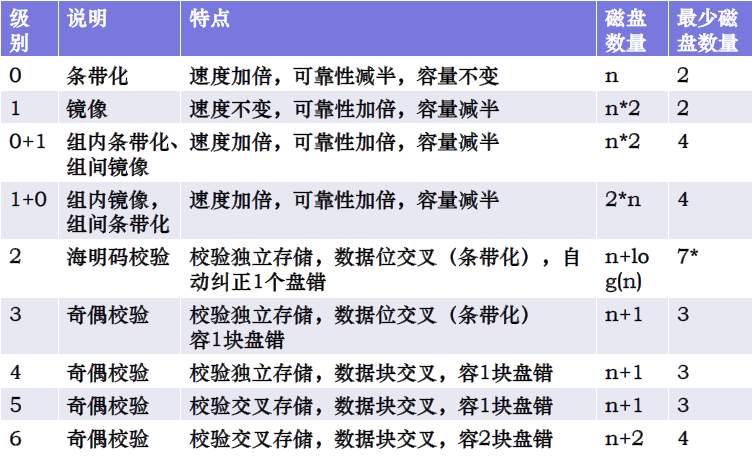 级别 说明 特点 磁盘数量 最少磁盘数量
0 条带化 速度加倍，可靠性减半，容量不变 n 2
1 镜像 速度不变，可靠性加倍，容量减半 n*2 2
0+1 组内条带化、 速度加倍，可靠性加倍，容量减半 n*2 4
组间镜像
1+0 组内镜像， 速度加倍，可靠性加倍，容量减半 2*n 4
组间条带化
2 海明码校验 校验独立存储，数据位交叉（条带化），自 n+lo 7*
动纠正1个盘错 g(n)
3 奇偶校验 校验独立存储，数据位交叉（条带化） n+1 3
容1块盘错
4 奇偶校验 校验独立存储，数据块交叉，容1块盘错 n+1 3
5 奇偶校验 校验交叉存储，数据块交叉，容1块盘错 n+1 3
6 奇偶校验 校验交叉存储，数据块交叉，容2块盘错 n+2 4